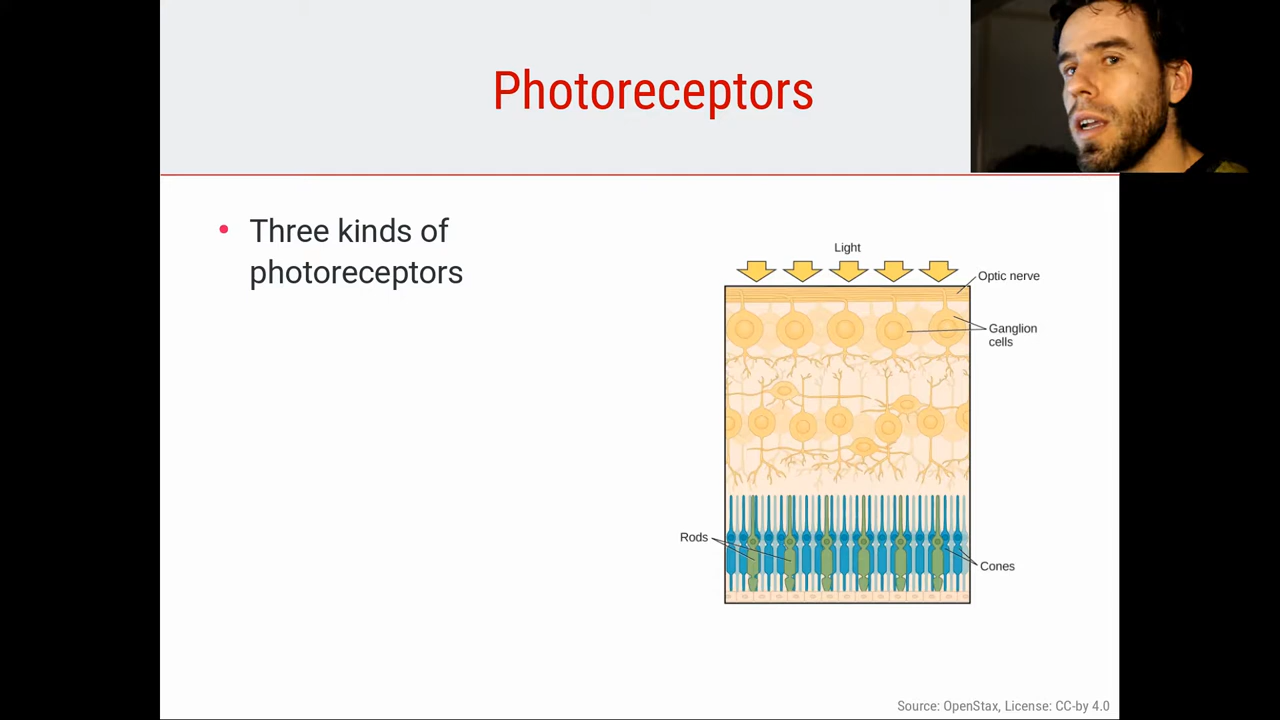 Photoreceptors
• Three kinds of
photoreceptors
Light
Optic nerve
Ganglion
cells
Rods
Cones
Source: OpenStax, License: CC-by 4.0